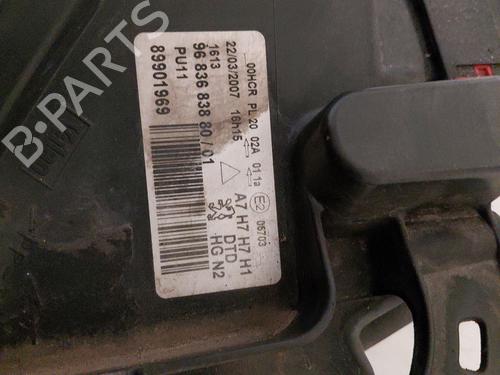 00HCR PL 20 02A 01 1a E2 05703
22/03/2007 16h15
1613
96 836 838 80 / 01
PU11
89901969
A7 H7 H7 H1
DTD
HG N2
B-PARTS